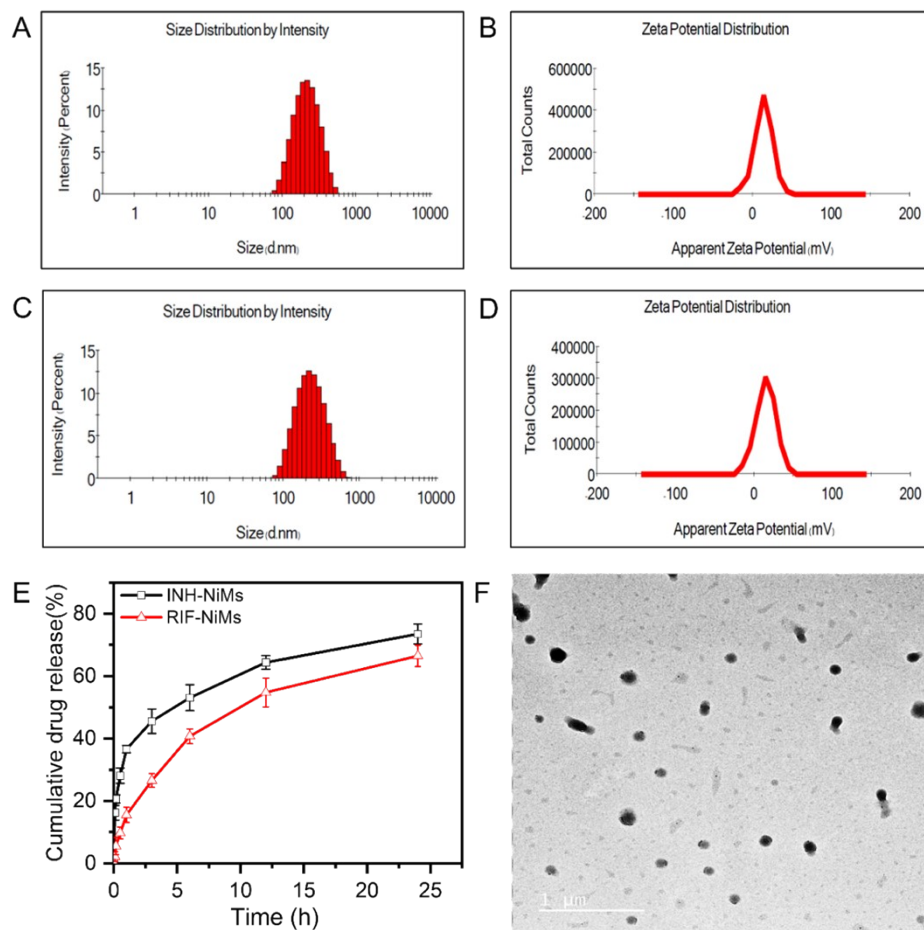 A
Size Distribution by Intensity
Intensity (Percent)
15
10
5
0
1 10 100 1000 10000
Size (d.nm)
B
Zeta Potential Distribution
Total Counts
600000
400000
200000
0
-200 -100 0 100 200
Apparent Zeta Potential (mV)
C
Size Distribution by Intensity
Intensity (Percent)
15
10
5
0
1 10 100 1000 10000
Size (d.nm)
D
Zeta Potential Distribution
Total Counts
400000
300000
200000
100000
0
-200 -100 0 100 200
Apparent Zeta Potential (mV)
E
INH-NiMs
RIF-NiMs
Cumulative drug release(%)
80
60
40
20
0
0 5 10 15 20 25
Time (h)
F
1 μm